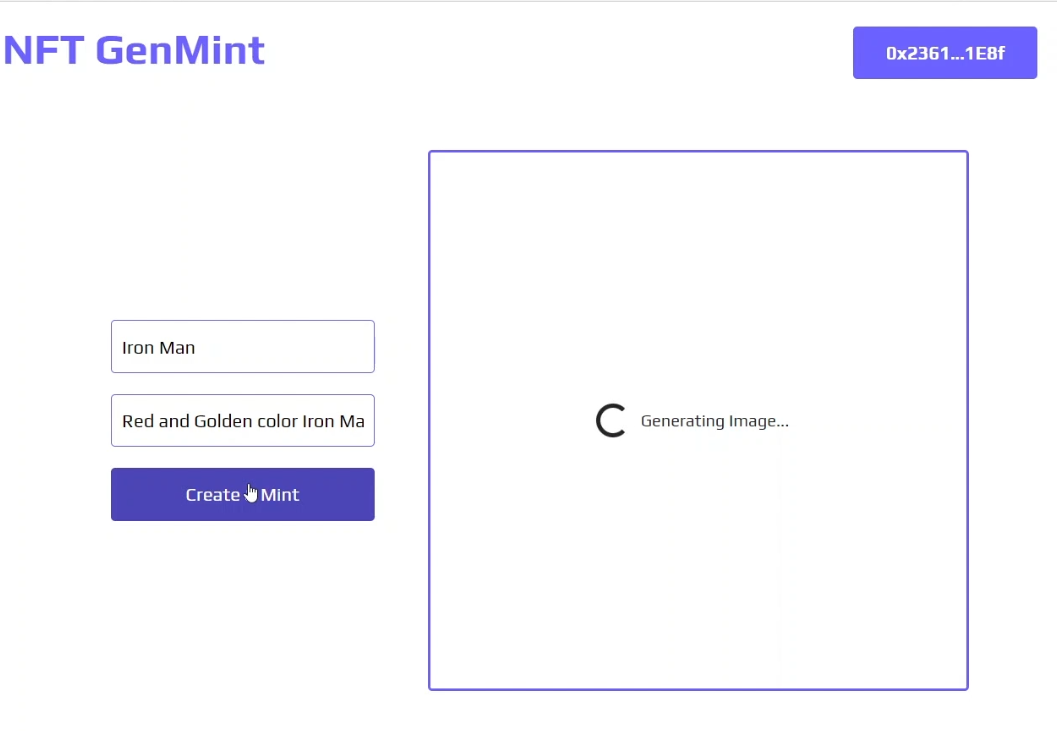 NFT GenMint
0x2361...1E8f
Iron Man
Red and Golden color Iron Ma
Create Mint
Generating Image...